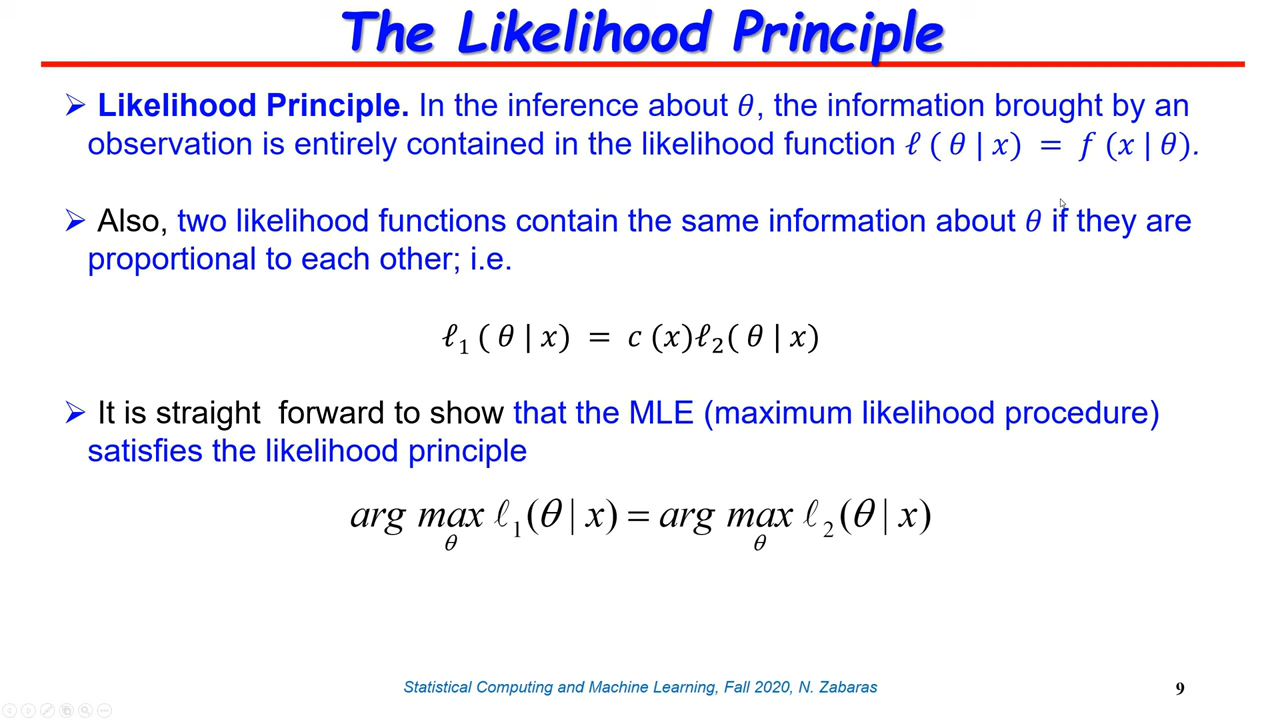 The Likelihood Principle
➢ Likelihood Principle. In the inference about 𝜃, the information brought by an
observation is entirely contained in the likelihood function ℓ ( 𝜃 | 𝑥) = 𝑓 (𝑥 | 𝜃).
➢ Also, two likelihood functions contain the same information about 𝜃 if they are
proportional to each other; i.e.
ℓ₁ ( 𝜃 | 𝑥) = 𝑐 (𝑥)ℓ₂( 𝜃 | 𝑥)
➢ It is straight forward to show that the MLE (maximum likelihood procedure)
satisfies the likelihood principle
arg max ℓ₁(θ | x) = arg max ℓ₂(θ | x)
θ θ
Statistical Computing and Machine Learning, Fall 2020, N. Zabaras
9